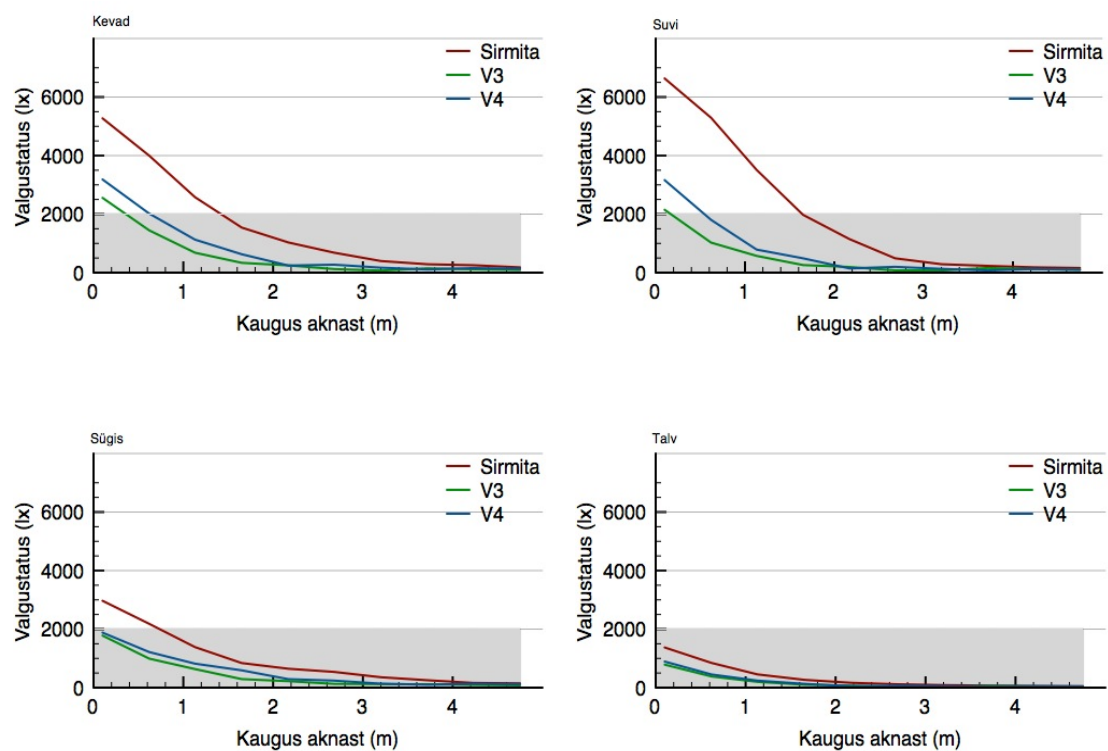 Kevad
Sirmita
V3
V4
Valgustatus (lx)
6000
4000
2000
0
0 1 2 3 4
Kaugus aknast (m)
Suvi
Sirmita
V3
V4
Valgustatus (lx)
6000
4000
2000
0
0 1 2 3 4
Kaugus aknast (m)
Sügis
Sirmita
V3
V4
Valgustatus (lx)
6000
4000
2000
0
0 1 2 3 4
Kaugus aknast (m)
Talv
Sirmita
V3
V4
Valgustatus (lx)
6000
4000
2000
0
0 1 2 3 4
Kaugus aknast (m)